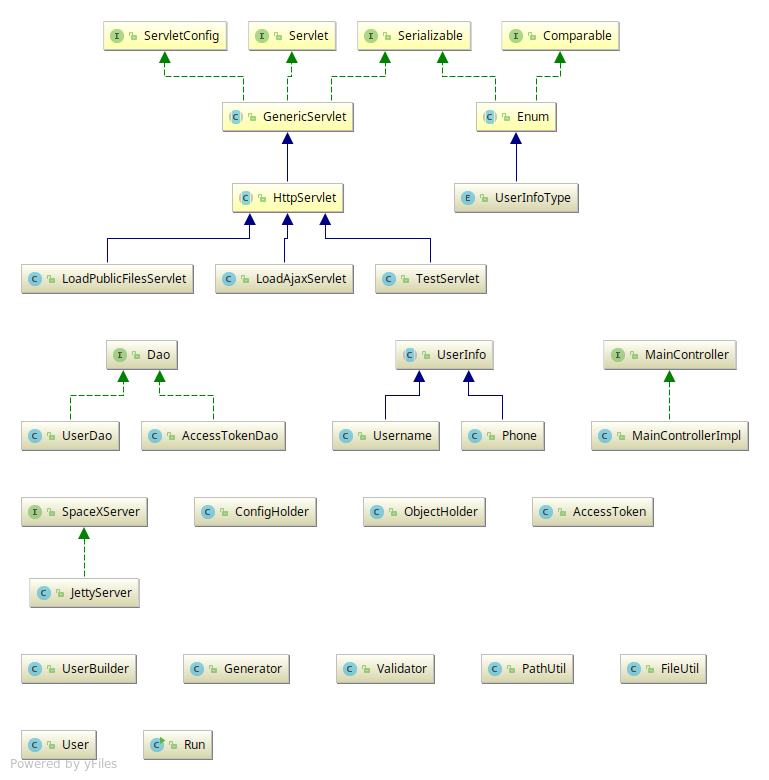 ServletConfig Servlet Serializable Comparable
GenericServlet Enum
HttpServlet UserInfoType
LoadPublicFilesServlet LoadAjaxServlet TestServlet
Dao UserInfo MainController
UserDao AccessTokenDao Username Phone MainControllerImpl
SpaceXServer ConfigHolder ObjectHolder AccessToken
JettyServer
UserBuilder Generator Validator PathUtil FileUtil
User Run
Powered by yFiles